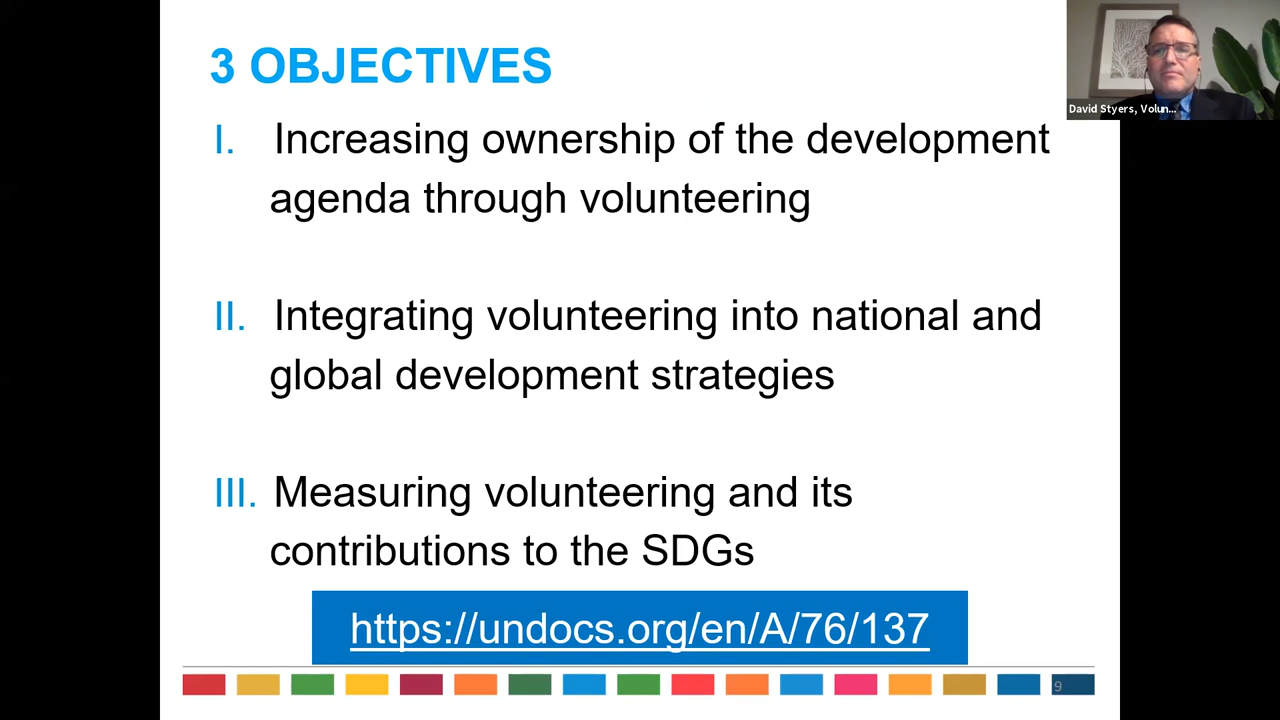 3 OBJECTIVES
I. Increasing ownership of the development
agenda through volunteering
II. Integrating volunteering into national and
global development strategies
III. Measuring volunteering and its
contributions to the SDGs
https://undocs.org/en/A/76/137
9
David Styers, Volun...